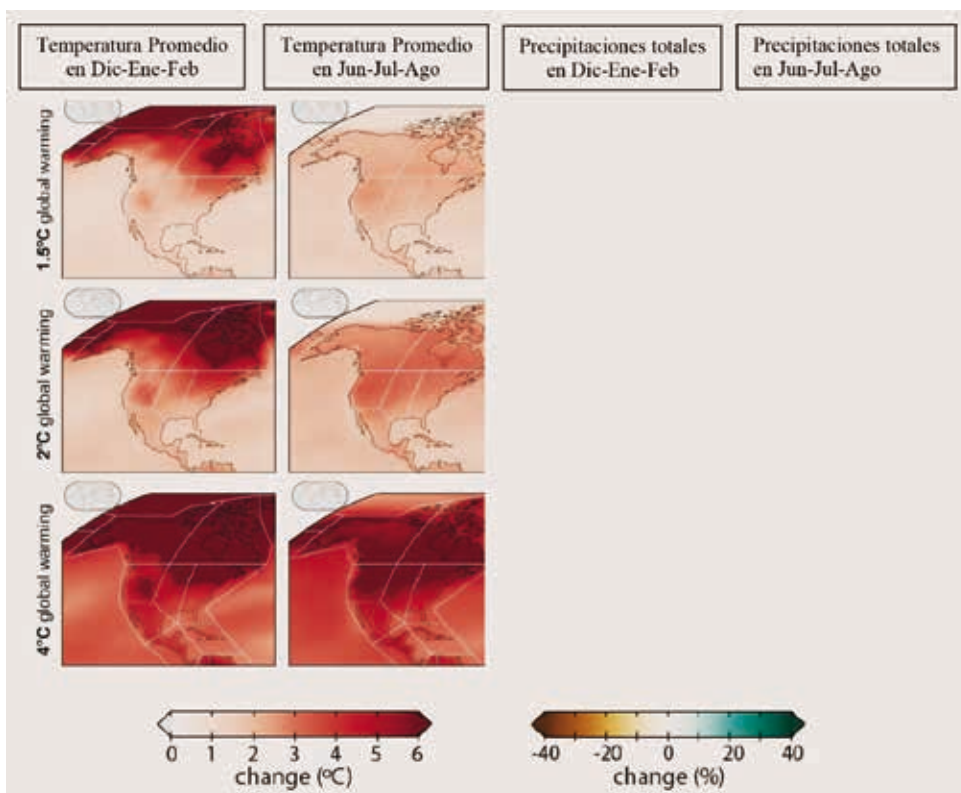 Temperatura Promedio
en Dic-Ene-Feb
Temperatura Promedio
en Jun-Jul-Ago
Precipitaciones totales
en Dic-Ene-Feb
Precipitaciones totales
en Jun-Jul-Ago
1.5ºC global warming
2ºC global warming
4ºC global warming
0 1 2 3 4 5 6
change (ºC)
-40 -20 0 20 40
change (%)